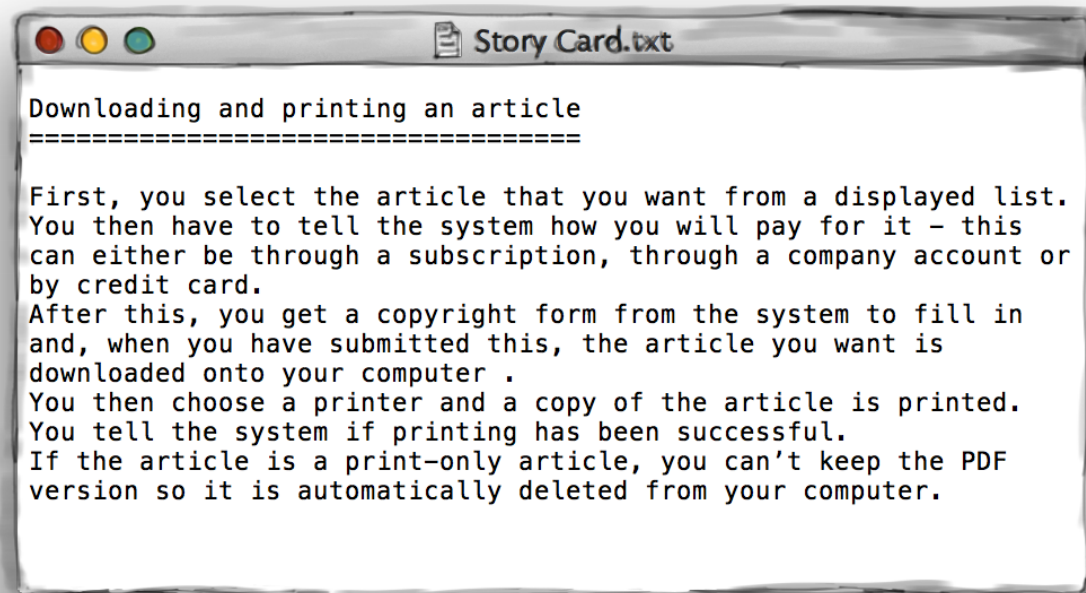 Story Card.txt
Downloading and printing an article
===================================
First, you select the article that you want from a displayed list.
You then have to tell the system how you will pay for it – this
can either be through a subscription, through a company account or
by credit card.
After this, you get a copyright form from the system to fill in
and, when you have submitted this, the article you want is
downloaded onto your computer .
You then choose a printer and a copy of the article is printed.
You tell the system if printing has been successful.
If the article is a print–only article, you can’t keep the PDF
version so it is automatically deleted from your computer.